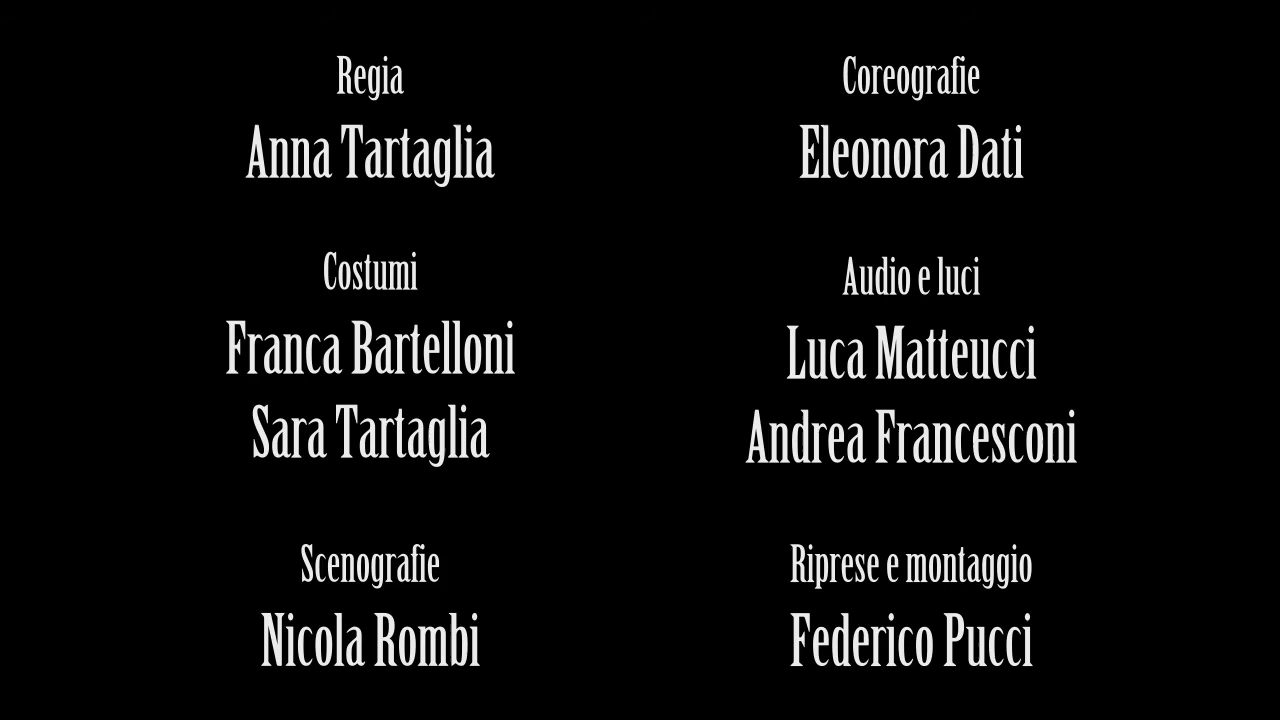 Regia
Anna Tartaglia
Costumi
Franca Bartelloni
Sara Tartaglia
Scenografie
Nicola Rombi
Coreografie
Eleonora Dati
Audio e luci
Luca Matteucci
Andrea Francesconi
Riprese e montaggio
Federico Pucci